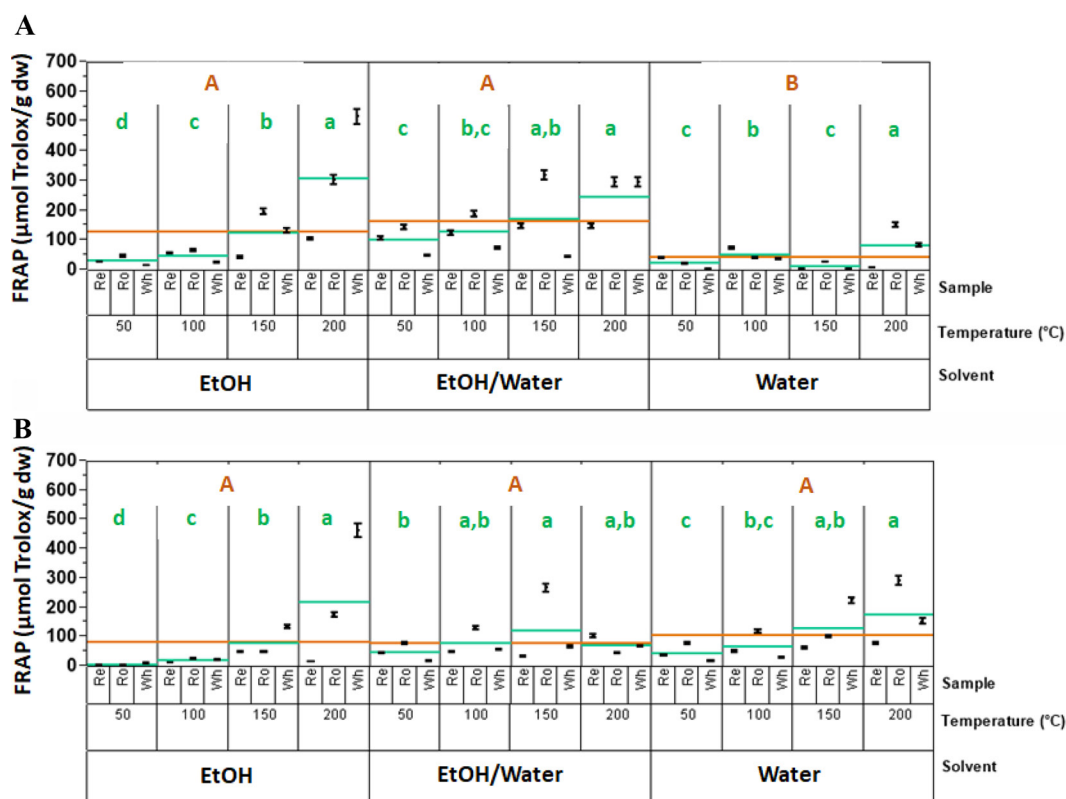 A
FRAP (µmol Trolox/g dw)
700
600
500
400
300
200
100
0
A A B
d c b a c b,c a,b a c b c a
Re Ro Wh Re Ro Wh Re Ro Wh Re Ro Wh Re Ro Wh Re Ro Wh Re Ro Wh Re Ro Wh Re Ro Wh Re Ro Wh Re Ro Wh Re Ro Wh Sample
50 100 150 200 50 100 150 200 50 100 150 200 Temperature (°C)
EtOH EtOH/Water Water Solvent
B
FRAP (µmol Trolox/g dw)
700
600
500
400
300
200
100
0
A A A
d c b a b a,b a a,b c b,c a,b a
Re Ro Wh Re Ro Wh Re Ro Wh Re Ro Wh Re Ro Wh Re Ro Wh Re Ro Wh Re Ro Wh Re Ro Wh Re Ro Wh Re Ro Wh Re Ro Wh Sample
50 100 150 200 50 100 150 200 50 100 150 200 Temperature (°C)
EtOH EtOH/Water Water Solvent